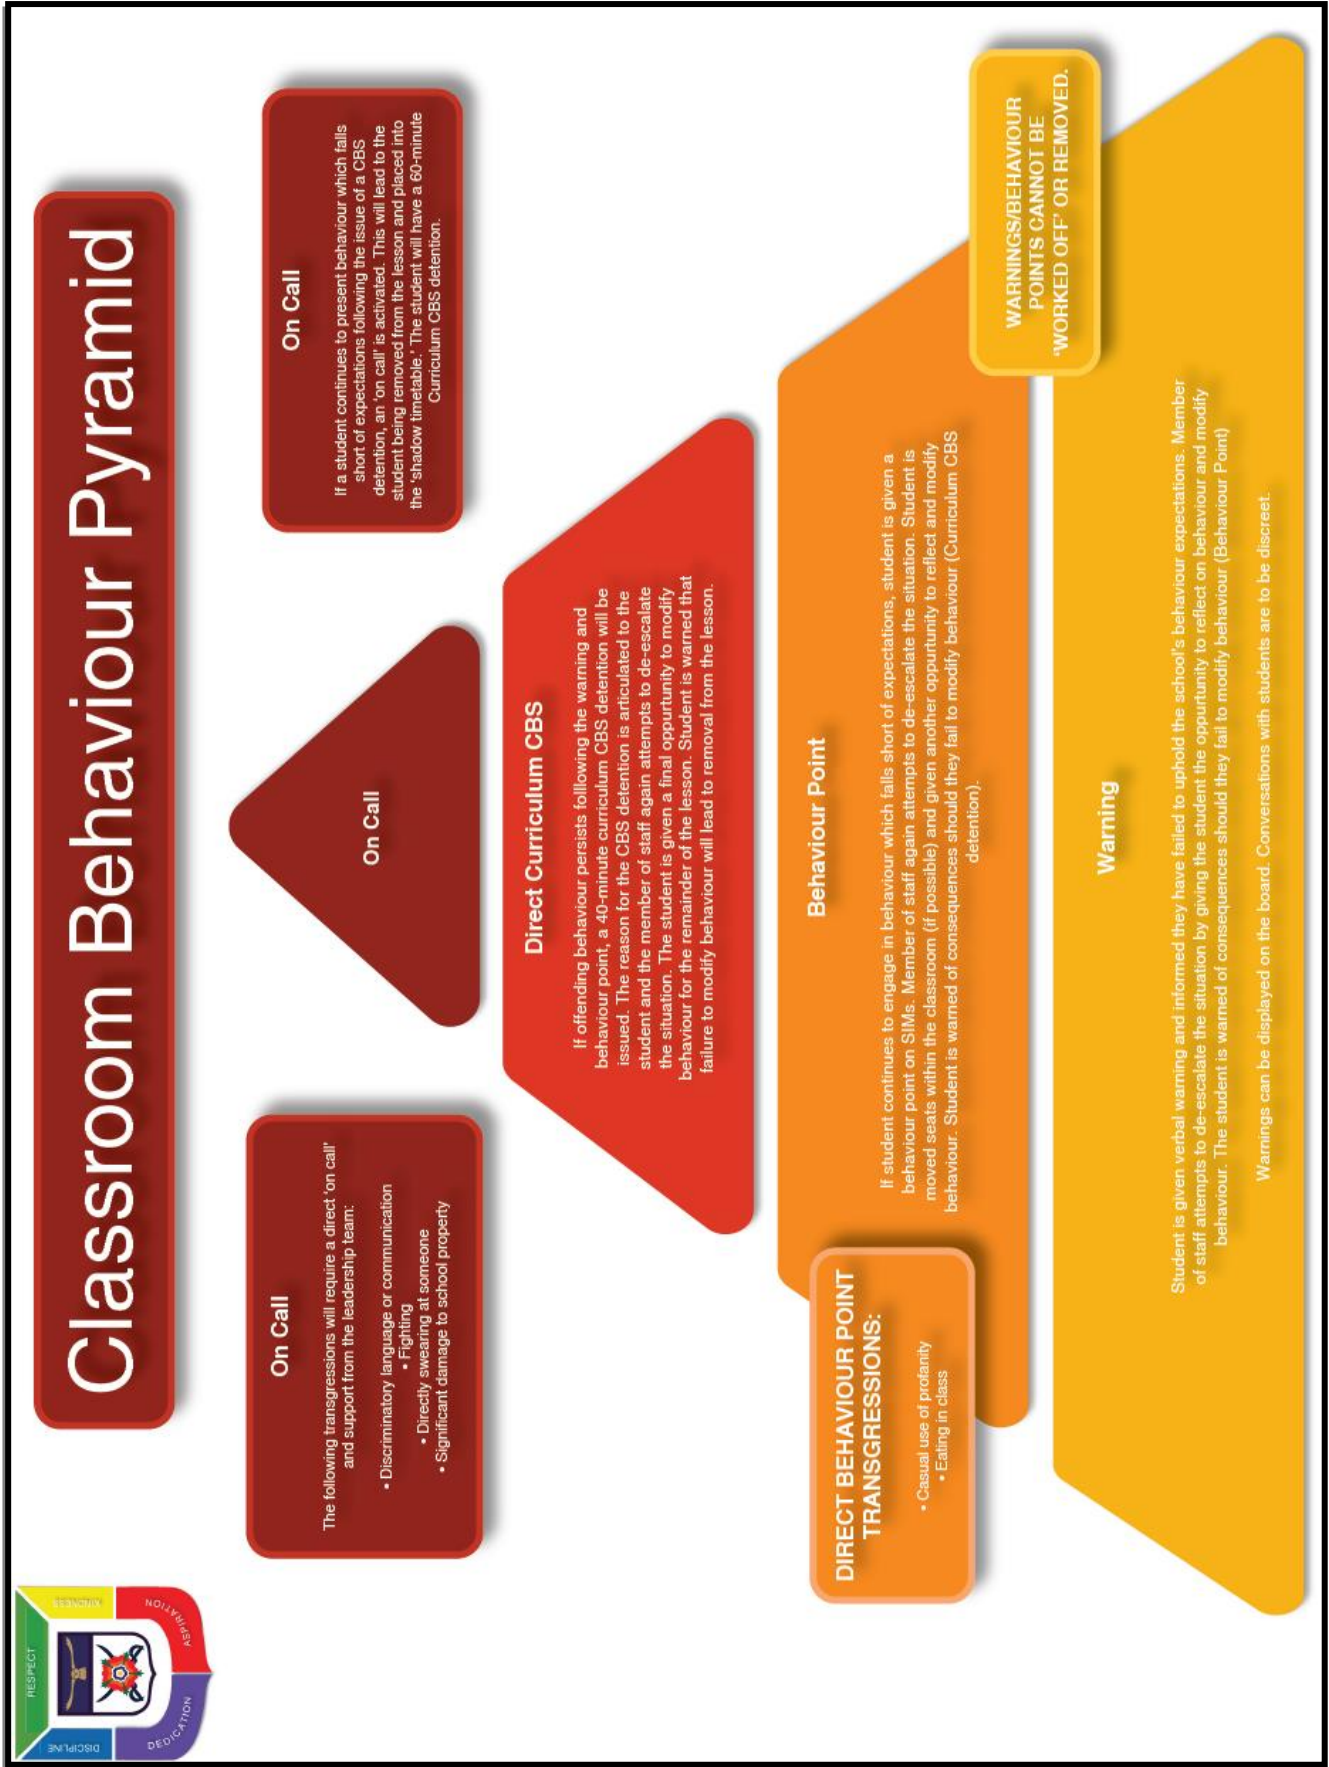 RESPECT
KINDNESS
DISCIPLINE
ASPIRATION
DEDICATION
Classroom Behaviour Pyramid
On Call
The following transgressions will require a direct 'on call'
and support from the leadership team:
• Discriminatory language or communication
• Fighting
• Directly swearing at someone
• Significant damage to school property
On Call
On Call
If a student continues to present behaviour which falls
short of expectations following the issue of a CBS
detention, an 'on call' is activated. This will lead to the
student being removed from the lesson and placed into
the 'shadow timetable.' The student will have a 60-minute
Curriculum CBS detention.
Direct Curriculum CBS
If offending behaviour persists folllowing the warning and
behaviour point, a 40-minute curriculum CBS detention will be
issued. The reason for the CBS detention is articulated to the
student and the member of staff again attempts to de-escalate
the situation. The student is given a final oppurtunity to modify
behaviour for the remainder of the lesson. Student is warned that
failure to modify behaviour will lead to removal from the lesson.
Behaviour Point
If student continues to engage in behaviour which falls short of expectations, student is given a
behaviour point on SIMs. Member of staff again attempts to de-escalate the situation. Student is
moved seats within the classroom (if possible) and given another opportunity to reflect and modify
behaviour. Student is warned of consequences should they fail to modify behaviour (Curriculum CBS
detention).
DIRECT BEHAVIOUR POINT
TRANSGRESSIONS:
• Casual use of profanity
• Eating in class
WARNINGS/BEHAVIOUR
POINTS CANNOT BE
'WORKED OFF' OR REMOVED.
Warning
Student is given verbal warning and informed they have failed to uphold the school's behaviour expectations. Member
of staff attempts to de-escalate the situation by giving the student the opportunity to reflect on behaviour and modify
behaviour. The student is warned of consequences should they fail to modify behaviour (Behaviour Point)
Warnings can be displayed on the board. Conversations with students are to be discreet.